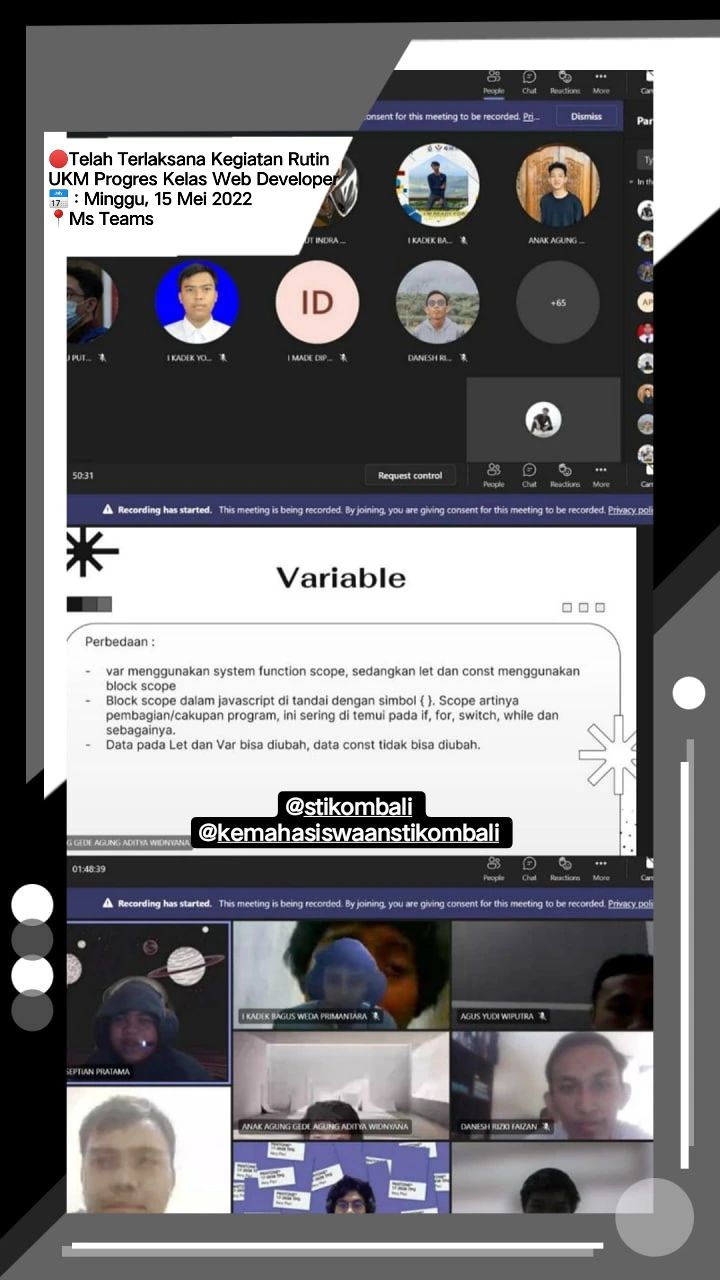 People Chat Reactions More
consent for this meeting to be recorded. Pri... Dismiss
🔴Telah Terlaksana Kegiatan Rutin
UKM Progres Kelas Web Developer
📅 : Minggu, 15 Mei 2022
📍Ms Teams
Par
Ty
In th
UT INDRA ...
I KADEK BA...
ANAK AGUNG ...
ID
+65
AP
PUT...
I KADEK YO...
I MADE DIP...
DANESH RI...
50:31 Request control People Chat Reactions More
Recording has started. This meeting is being recorded. By joining, you are giving consent for this meeting to be recorded. Privacy poli
Variable
Perbedaan :
- var menggunakan system function scope, sedangkan let dan const menggunakan
block scope
- Block scope dalam javascript di tandai dengan simbol { }. Scope artinya
pembagian/cakupan program, ini sering di temui pada if, for, switch, while dan
sebagainya.
- Data pada Let dan Var bisa diubah, data const tidak bisa diubah.
@stikombali
@kemahasiswaanstikombali
G GEDE AGUNG ADITYA WIDNYANA
01:48:39 People Chat Reactions More
Recording has started. This meeting is being recorded. By joining, you are giving consent for this meeting to be recorded. Privacy poli
I KADEK BAGUS WEDA PRIMANTARA
AGUS YUDI WIPUTRA
SEPTIAN PRATAMA
ANAK AGUNG GEDE AGUNG ADITYA WIDNYANA
DANESH RIZKI FAIZAN